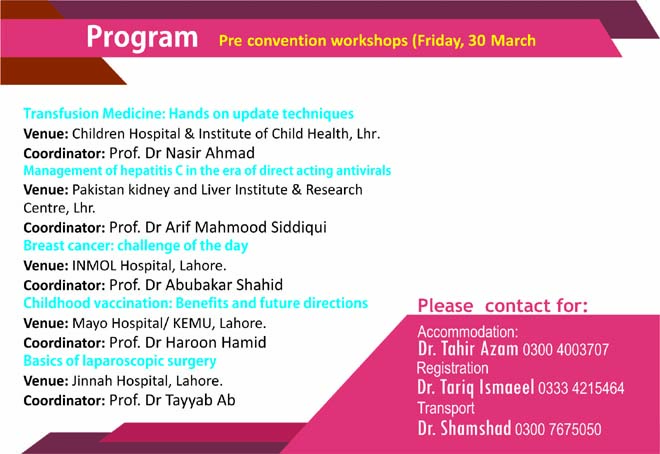 Program Pre convention workshops (Friday, 30 March
Transfusion Medicine: Hands on update techniques
Venue: Children Hospital & Institute of Child Health, Lhr.
Coordinator: Prof. Dr Nasir Ahmad
Management of hepatitis C in the era of direct acting antivirals
Venue: Pakistan kidney and Liver Institute & Research
Centre, Lhr.
Coordinator: Prof. Dr Arif Mahmood Siddiqui
Breast cancer: challenge of the day
Venue: INMOL Hospital, Lahore.
Coordinator: Prof. Dr Abubakar Shahid
Childhood vaccination: Benefits and future directions
Venue: Mayo Hospital/ KEMU, Lahore.
Coordinator: Prof. Dr Haroon Hamid
Basics of laparoscopic surgery
Venue: Jinnah Hospital, Lahore.
Coordinator: Prof. Dr Tayyab Ab
Please contact for:
Accommodation:
Dr. Tahir Azam 0300 4003707
Registration
Dr. Tariq Ismaeel 0333 4215464
Transport
Dr. Shamshad 0300 7675050